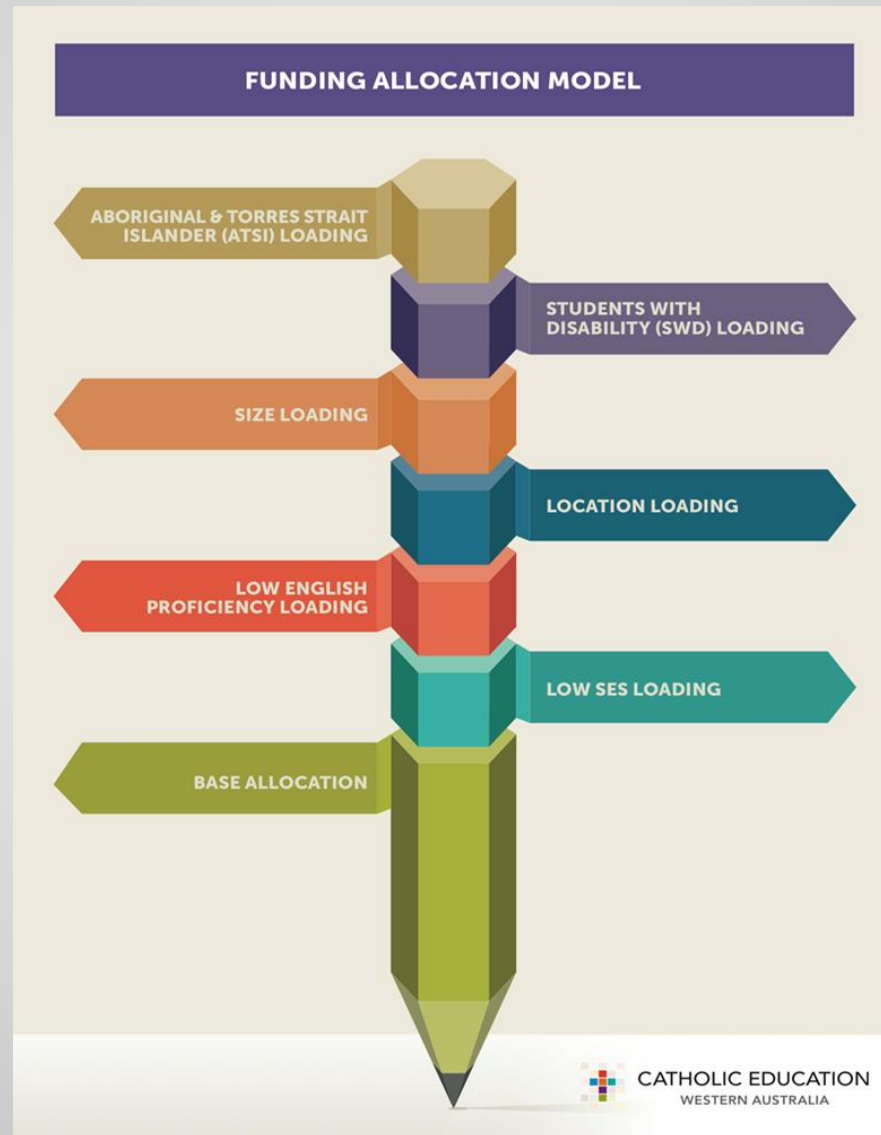 FUNDING ALLOCATION MODEL
ABORIGINAL & TORRES STRAIT
ISLANDER (ATSI) LOADING
STUDENTS WITH
DISABILITY (SWD) LOADING
SIZE LOADING
LOCATION LOADING
LOW ENGLISH
PROFICIENCY LOADING
LOW SES LOADING
BASE ALLOCATION
CATHOLIC EDUCATION
WESTERN AUSTRALIA